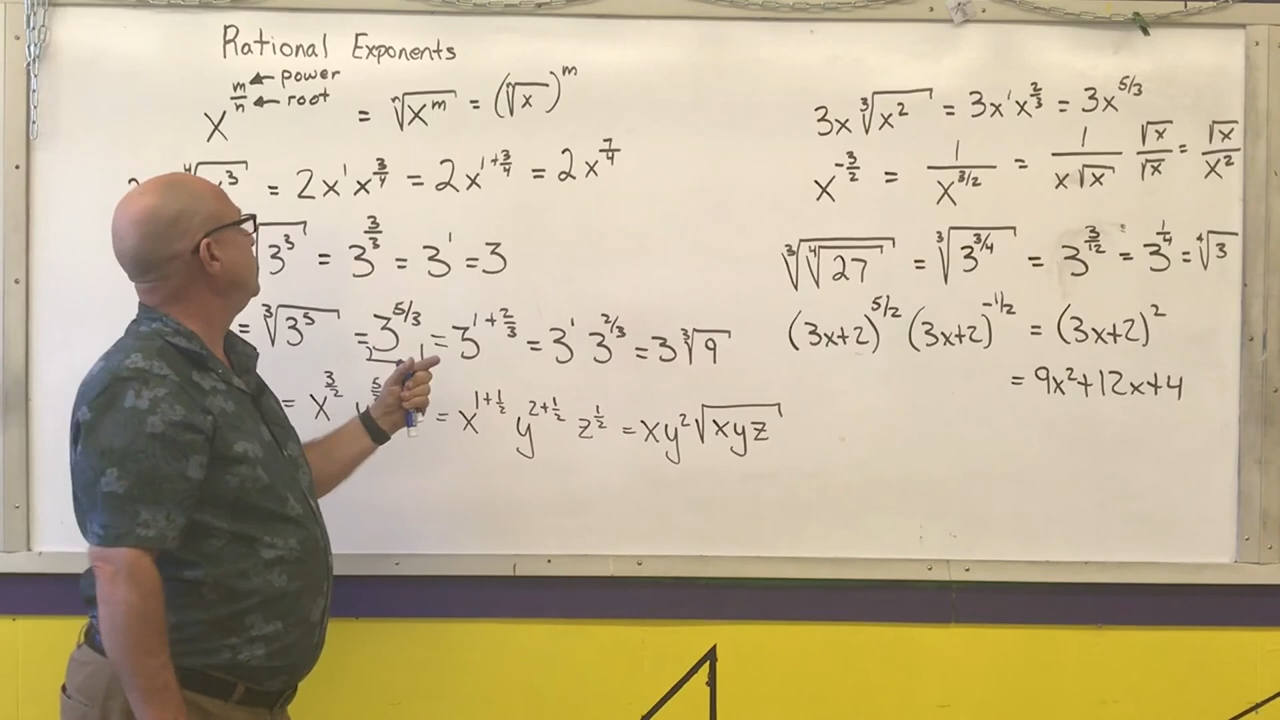 Rational Exponents
x^(m/n) ← power ← root = ⁿ√(x^m) = (ⁿ√x)^m
⁴√x³ = 2x¹x^(3/4) = 2x^(1+3/4) = 2x^(7/4)
√3³ = 3^(3/3) = 3¹ = 3
= ³√(3⁵) = 3^(5/3) = 3^(1+2/3) = 3¹ 3^(2/3) = 3 ³√9
= x^(3/2) = x^(1+1/2) y^(2+1/2) z^(1/2) = xy²√(xyz)
3x ³√(x²) = 3x¹x^(2/3) = 3x^(5/3)
x^(-3/2) = 1/x^(3/2) = 1/(x√x) √x/√x = √x/x²
³√(⁴√27) = ³√(3^(3/4)) = 3^(3/12) = 3^(1/4) = ⁴√3
(3x+2)^(5/2) (3x+2)^(-1/2) = (3x+2)²
= 9x²+12x+4